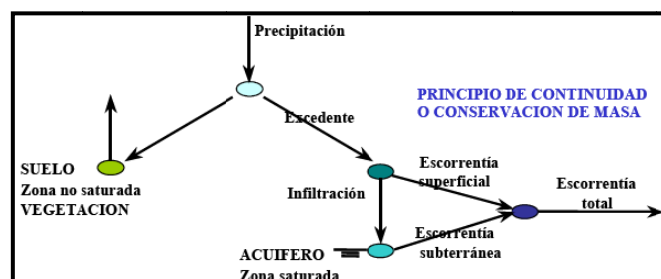 Precipitación
PRINCIPIO DE CONTINUIDAD
O CONSERVACION DE MASA
Excedente
SUELO
Zona no saturada
VEGETACION
Infiltración
Escorrentía
superficial
Escorrentía
total
ACUIFERO
Zona saturada
Escorrentía
subterránea